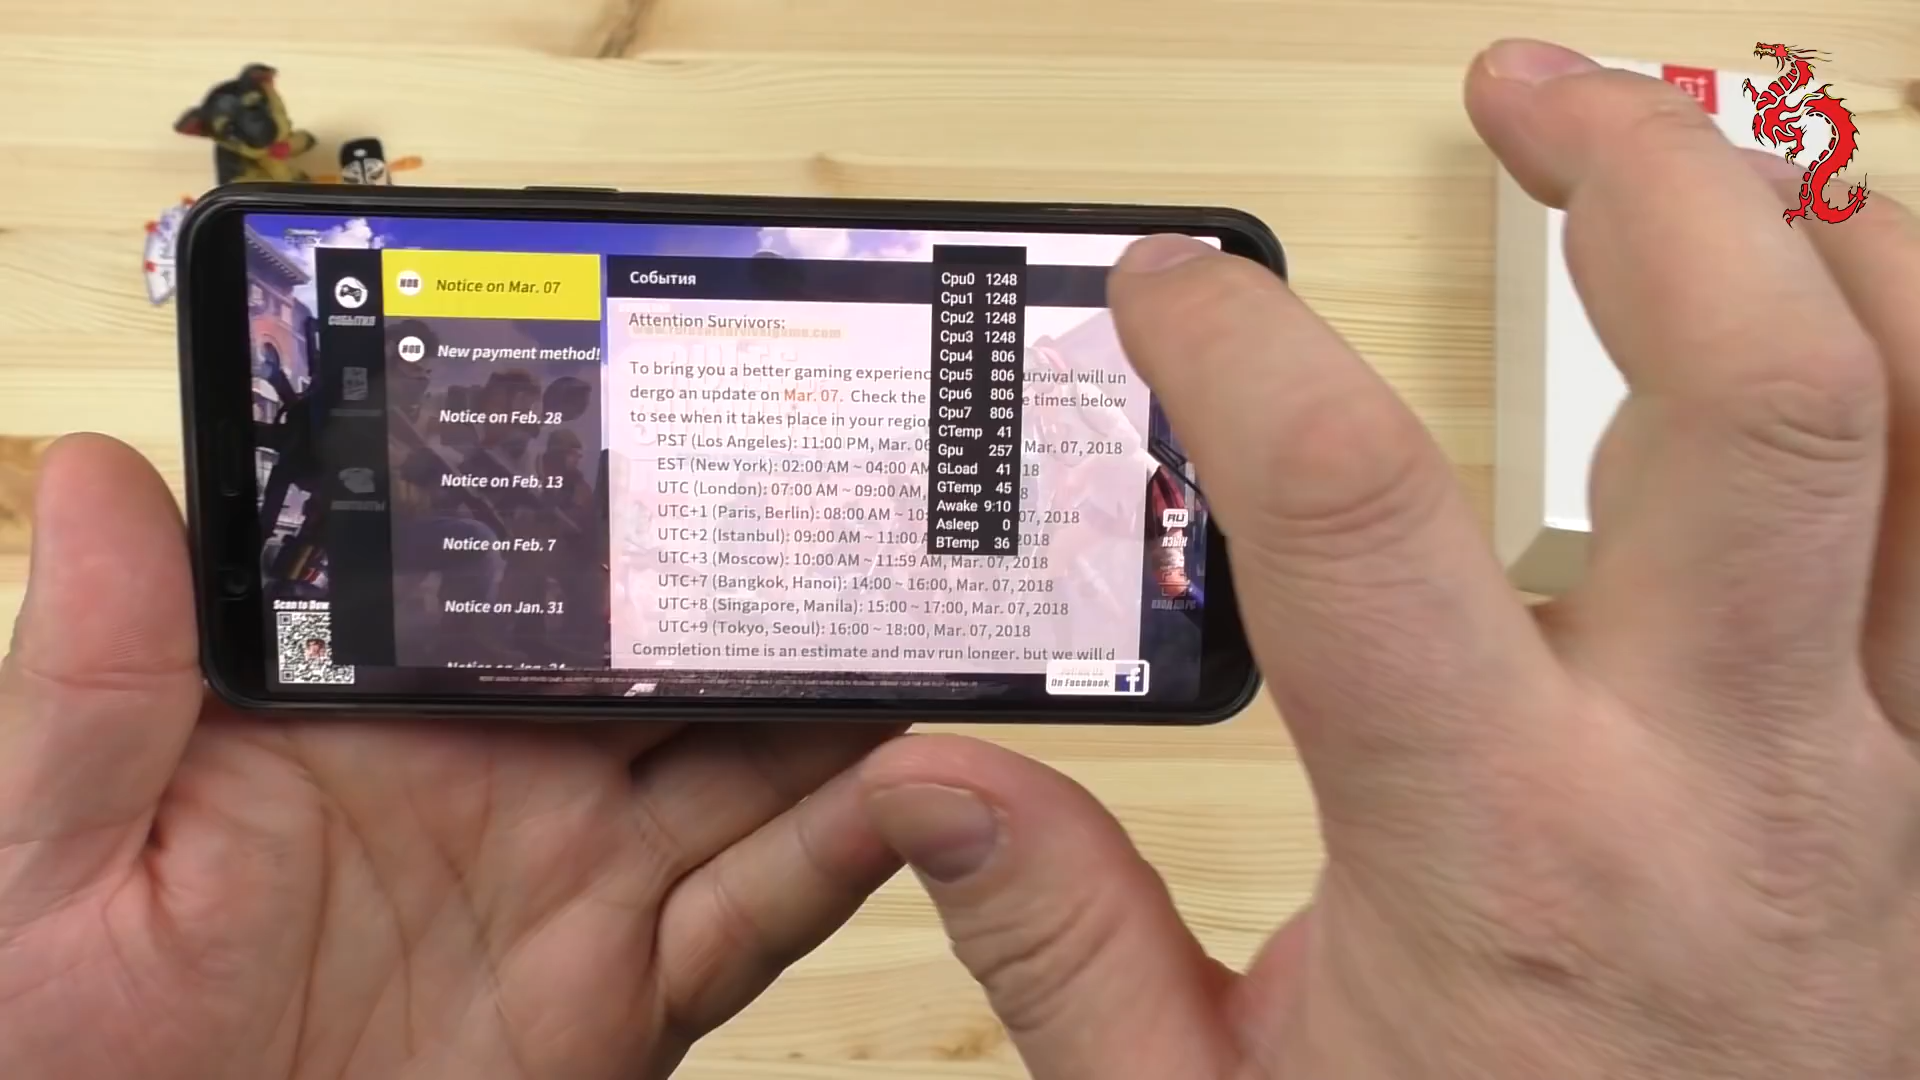 СОБЫТИЯ
Scan to Dow
Notice on Mar. 07
New payment method!
Notice on Feb. 28
Notice on Feb. 13
Notice on Feb. 7
Notice on Jan. 31
События
Attention Survivors:
To bring you a better gaming experienc urvival will un
dergo an update on Mar. 07. Check the e times below
to see when it takes place in your regio
PST (Los Angeles): 11:00 PM, Mar. 06 Mar. 07, 2018
EST (New York): 02:00 AM ~ 04:00 AM 18
UTC (London): 07:00 AM ~ 09:00 AM, 8
UTC+1 (Paris, Berlin): 08:00 AM ~ 10: 07, 2018
UTC+2 (Istanbul): 09:00 AM ~ 11:00 A 2018
UTC+3 (Moscow): 10:00 AM ~ 11:59 AM, Mar. 07, 2018
UTC+7 (Bangkok, Hanoi): 14:00 ~ 16:00, Mar. 07, 2018
UTC+8 (Singapore, Manila): 15:00 ~ 17:00, Mar. 07, 2018
UTC+9 (Tokyo, Seoul): 16:00 ~ 18:00, Mar. 07, 2018
Completion time is an estimate and may run longer, but we will d
Cpu0 1248
Cpu1 1248
Cpu2 1248
Cpu3 1248
Cpu4 806
Cpu5 806
Cpu6 806
Cpu7 806
CTemp 41
Gpu 257
GLoad 41
GTemp 45
Awake 9:10
Asleep 0
BTemp 36
RU
ЯЗЫК
On Facebook